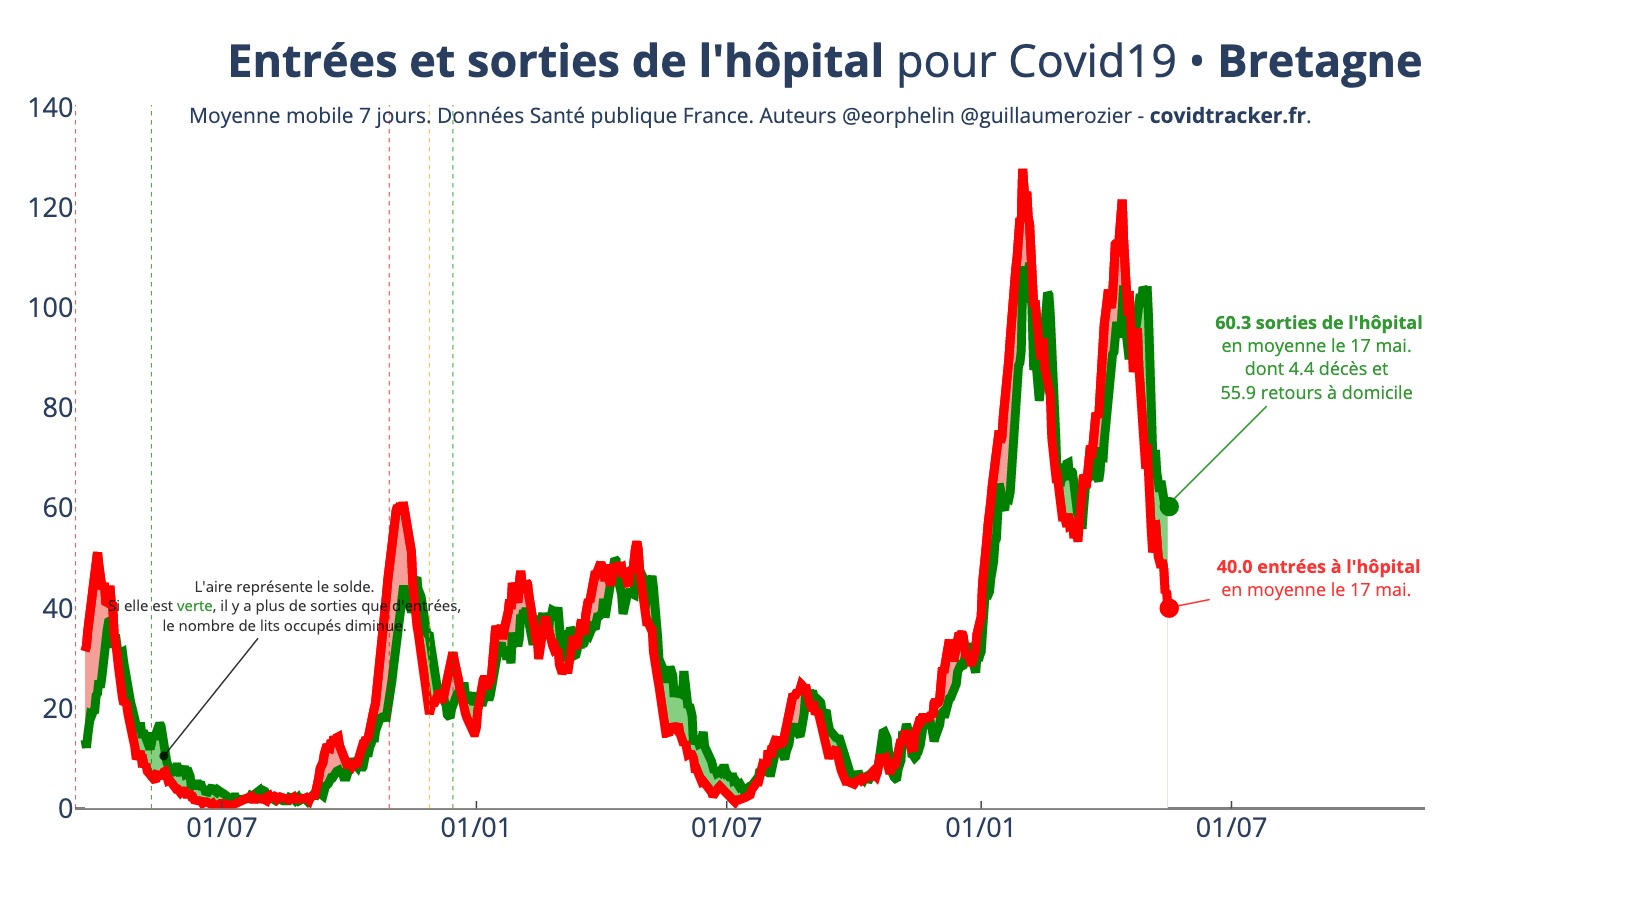 Entrées et sorties de l'hôpital pour Covid19 • Bretagne
Moyenne mobile 7 jours. Données Santé publique France. Auteurs @eorphelin @guillaumerozier - covidtracker.fr.
140
120
100
80
60
40
20
0
60.3 sorties de l'hôpital
en moyenne le 17 mai.
dont 4.4 décès et
55.9 retours à domicile
40.0 entrées à l'hôpital
en moyenne le 17 mai.
L'aire représente le solde.
Si elle est verte, il y a plus de sorties que d'entrées,
le nombre de lits occupés diminue.
01/07
01/01
01/07
01/01
01/07